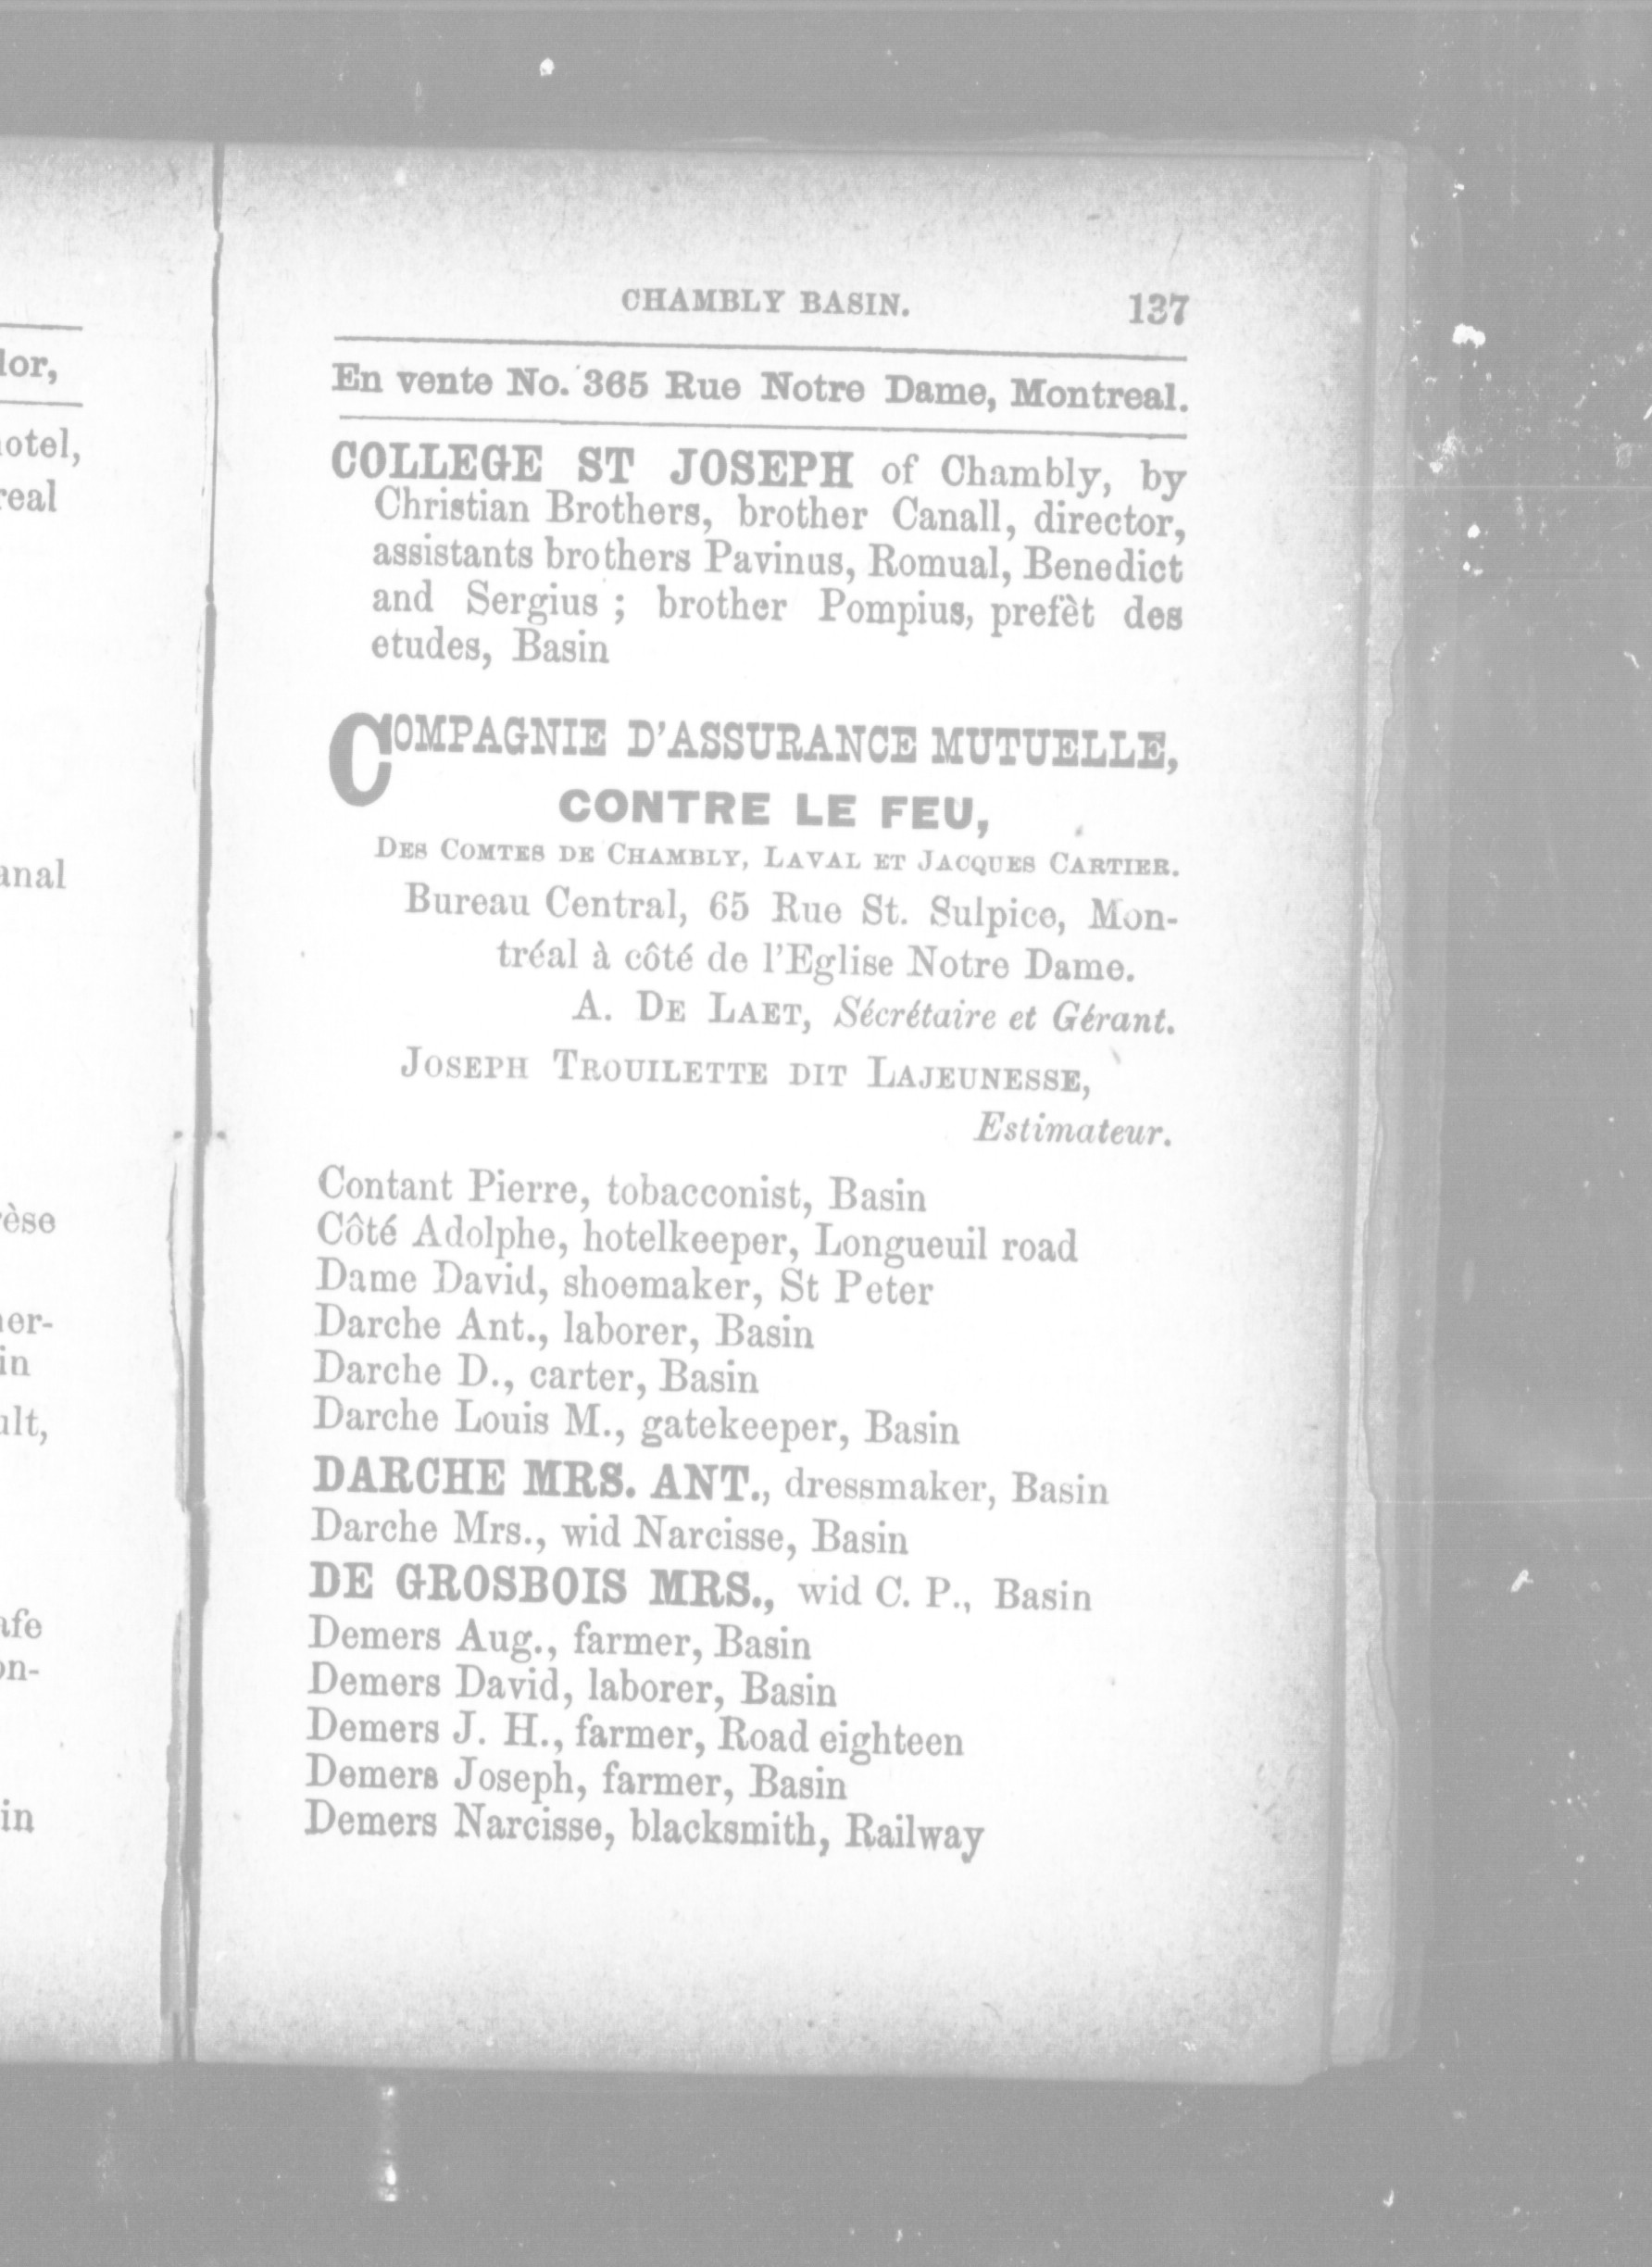 CHAMBLY BASIN. 137
En vente No. 365 Rue Notre Dame, Montreal.
COLLEGE ST JOSEPH of Chambly, by
Christian Brothers, brother Canall, director,
assistants brothers Pavinus, Romual, Benedict
and Sergius ; brother Pompius, prefèt des
etudes, Basin
COMPAGNIE D'ASSURANCE MUTUELLE,
CONTRE LE FEU,
DES COMTES DE CHAMBLY, LAVAL ET JACQUES CARTIER.
Bureau Central, 65 Rue St. Sulpice, Mon-
tréal à côté de l'Eglise Notre Dame.
A. DE LAET, Sécrétaire et Gérant.
JOSEPH TROUILETTE DIT LAJEUNESSE,
Estimateur.
Contant Pierre, tobacconist, Basin
Côté Adolphe, hotelkeeper, Longueuil road
Dame David, shoemaker, St Peter
Darche Ant., laborer, Basin
Darche D., carter, Basin
Darche Louis M., gatekeeper, Basin
DARCHE MRS. ANT., dressmaker, Basin
Darche Mrs., wid Narcisse, Basin
DE GROSBOIS MRS., wid C. P., Basin
Demers Aug., farmer, Basin
Demers David, laborer, Basin
Demers J. H., farmer, Road eighteen
Demers Joseph, farmer, Basin
Demers Narcisse, blacksmith, Railway